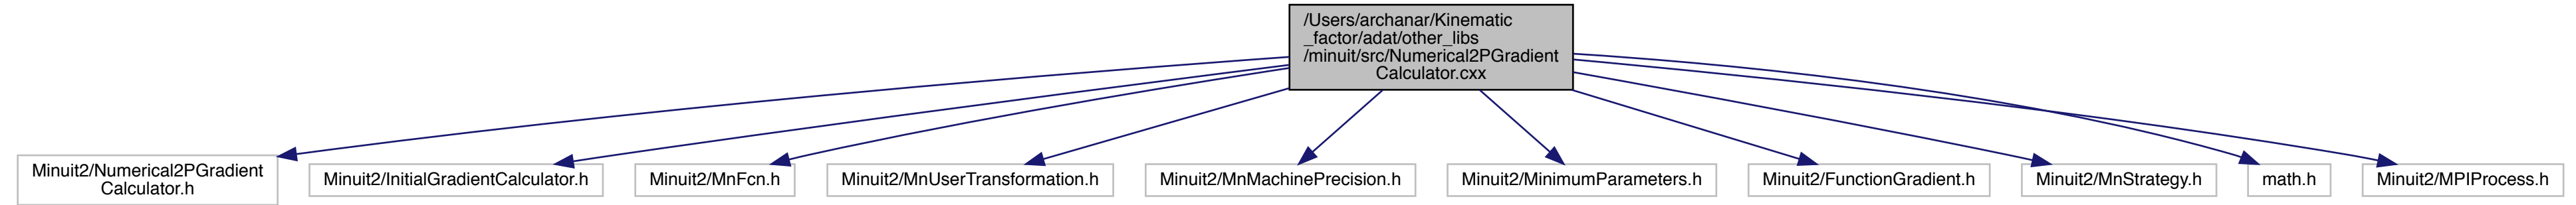 /Users/archanar/Kinematic
_factor/adat/other_libs
/minuit/src/Numerical2PGradient
Calculator.cxx
Minuit2/Numerical2PGradient
Calculator.h
Minuit2/InitialGradientCalculator.h
Minuit2/MnFcn.h
Minuit2/MnUserTransformation.h
Minuit2/MnMachinePrecision.h
Minuit2/MinimumParameters.h
Minuit2/FunctionGradient.h
Minuit2/MnStrategy.h
math.h
Minuit2/MPIProcess.h